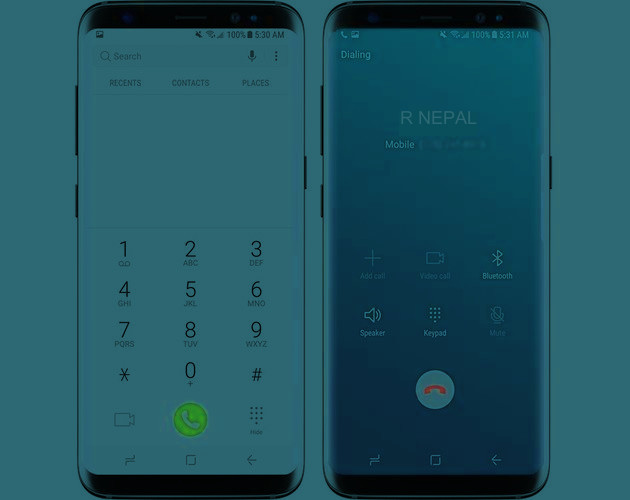 100% 5:30 AM
Search
RECENTS CONTACTS PLACES
1 2 3
ABC DEF
4 5 6
GHI JKL MNO
7 8 9
PQRS TUV WXYZ
* 0 #
+
Hide
100% 5:31 AM
Dialing
R NEPAL
Mobile
Add call Video call Bluetooth
Speaker Keypad Mute